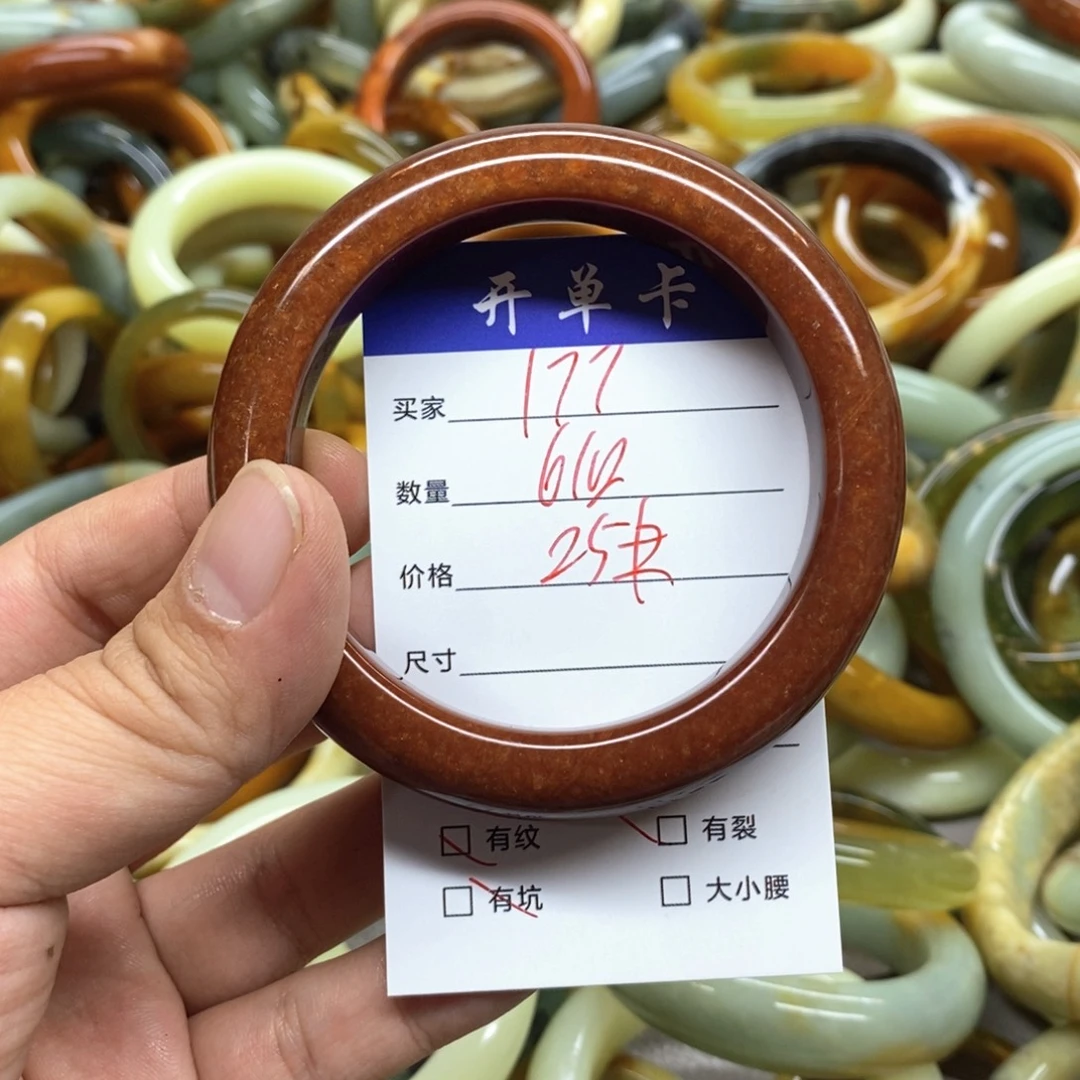 开单卡
买家 177
数量
价格 25
尺寸
有纹 有裂
有坑 大小腰